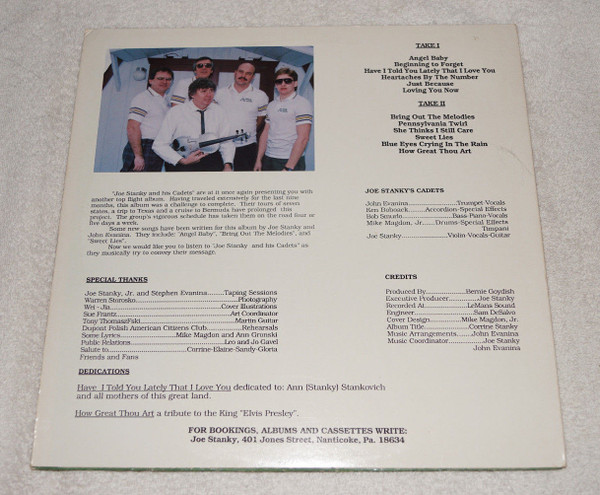 TAKE I
Angel Baby
Beginning to Forget
Have I Told You Lately That I Love You
Heartaches By The Number
Just Because
Loving You Now
TAKE II
Bring Out The Melodies
Pennsylvania Twirl
She Thinks I Still Care
Sweet Lies
Blue Eyes Crying In The Rain
How Great Thou Art
"Joe Stanky and his Cadets" are at it once again presenting you with
another top flight album. Having traveled extensively for the last nine
months, this album was a challenge to complete. Their tours of seven
states, a trip to Texas and a cruise to Bermuda have prolonged this
project. The group's vigorous schedule has taken them on the road four or
five days a week.
Some new songs have been written for this album by Joe Stanky and
John Evanina. They include: "Angel Baby", "Bring Out The Melodies", and
"Sweet Lies".
Now we would like you to listen to "Joe Stanky and his Cadets" as
they musically try to convey their message.
JOE STANKY'S CADETS
John Evanina....................Trumpet-Vocals
Ken Buboack........Accordion-Special Effects
Bob Smurlo........................Bass-Piano-Vocals
Mike Magdon, Jr.....Drums-Special Effects
Timpani
Joe Stanky..................Violin-Vocals-Guitar
SPECIAL THANKS
Joe Stanky, Jr. and Stephen Evanina..........Taping Sessions
Warren Storosko........................................Photography
Wei-Jin........................................Cover Illustrations
Sue Frantz........................................Art Coordinator
Tony Thomaszfski........................................Martin Guitar
Dupont Polish American Citizens Club..........Rehersals
Some Lyrics....................Mike Magdon and Ann Gronski
Public Relations........................................Leo and Jo Gavel
Salute to....................Corrine-Elaine-Sandy-Gloria
Friends and Fans
CREDITS
Produced By....................Bernie Goydish
Executive Producer..........Joe Stanky
Recorded At....................LeMans Sound
Engineer..............................Sam DeSalvo
Cover Design....................Mike Magdon, Jr.
Album Title....................Corrine Stanky
Music Arrangements..........John Evanina
Music Coordinator....................Joe Stanky
John Evanina
DEDICATIONS
Have I Told You Lately That I Love You dedicated to: Ann (Stanky) Stankovich
and all mothers of this great land.
How Great Thou Art a tribute to the King "Elvis Presley".
FOR BOOKINGS, ALBUMS AND CASSETTES WRITE:
Joe Stanky, 401 Jones Street, Nanticoke, Pa. 18634